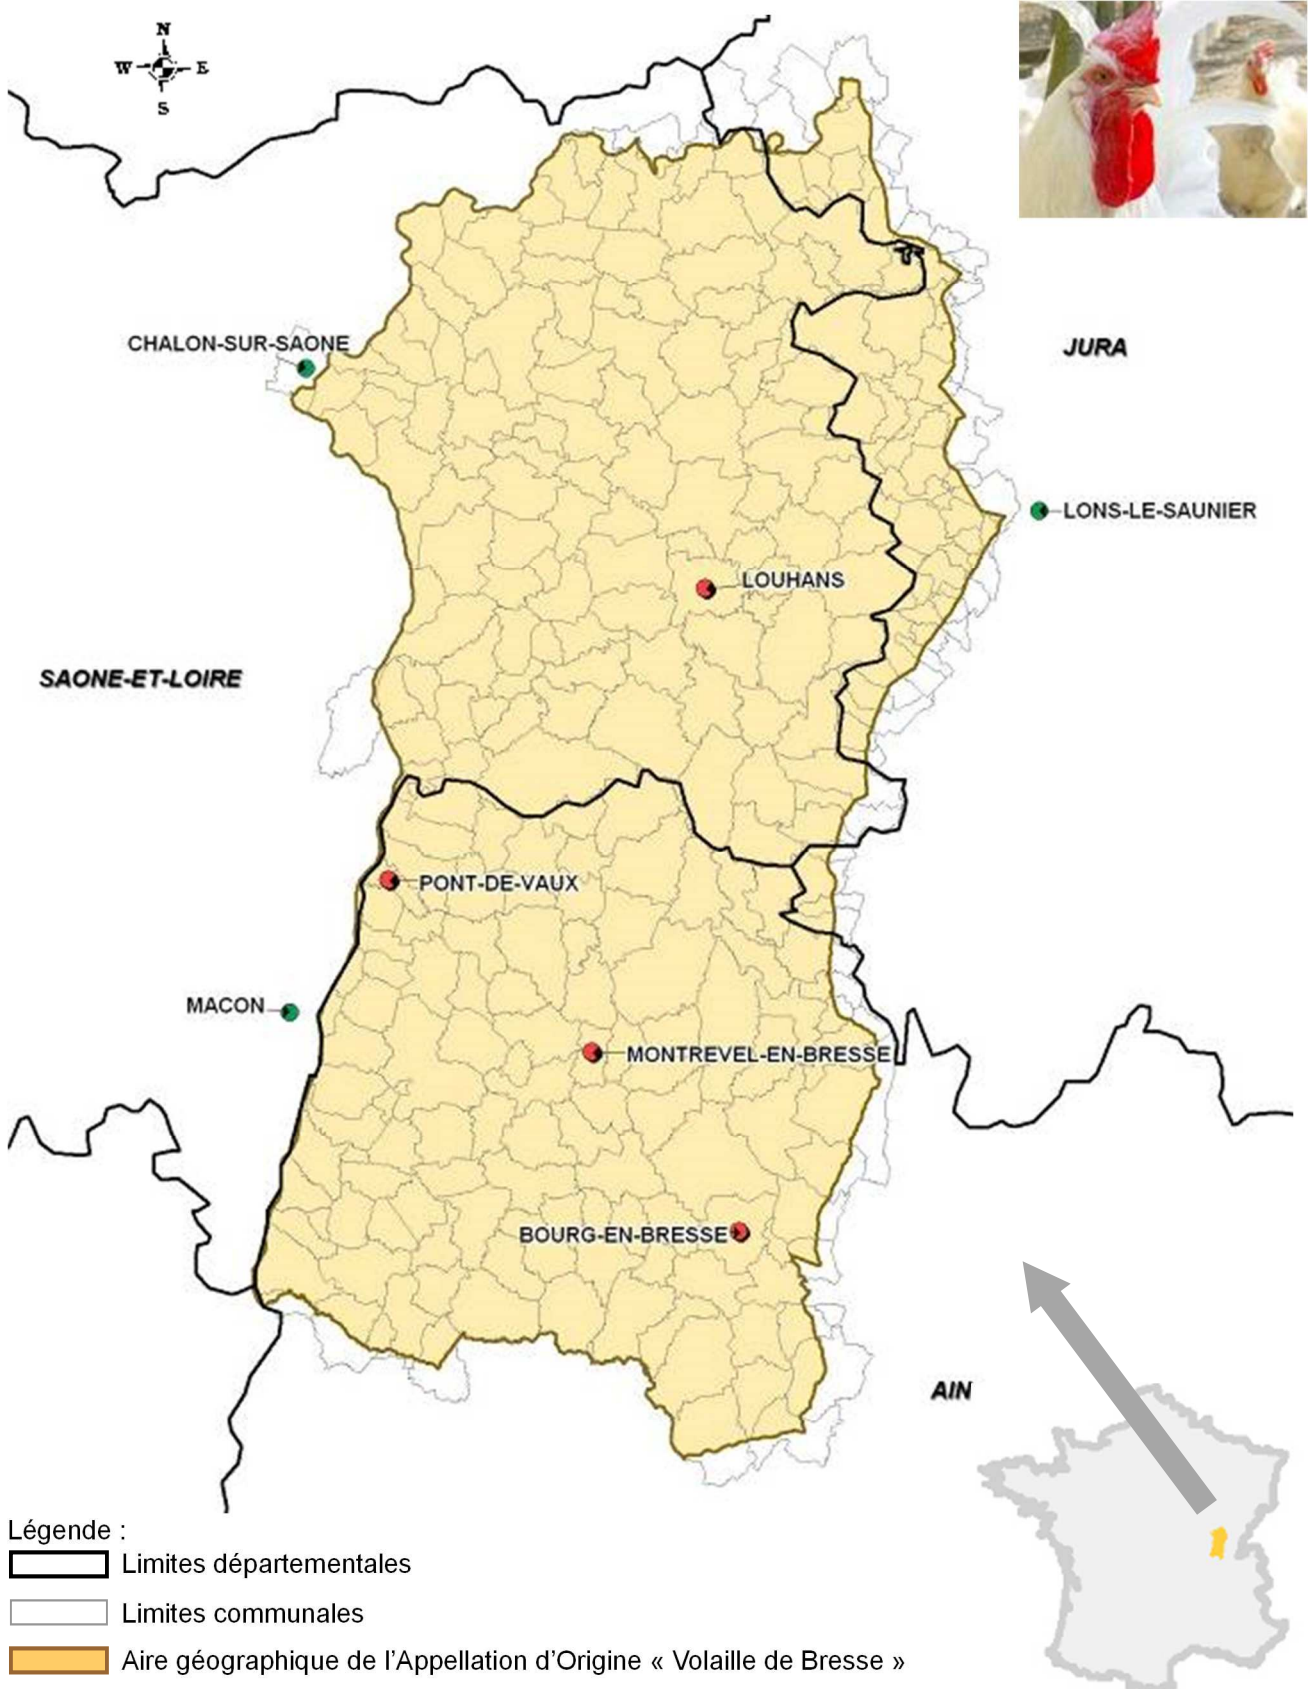 N
W E
S
CHALON-SUR-SAONE
JURA
LONS-LE-SAUNIER
LOUHANS
SAONE-ET-LOIRE
PONT-DE-VAUX
MACON
MONTREVEL-EN-BRESSE
BOURG-EN-BRESSE
AIN
Légende :
Limites départementales
Limites communales
Aire géographique de l’Appellation d’Origine « Volaille de Bresse »